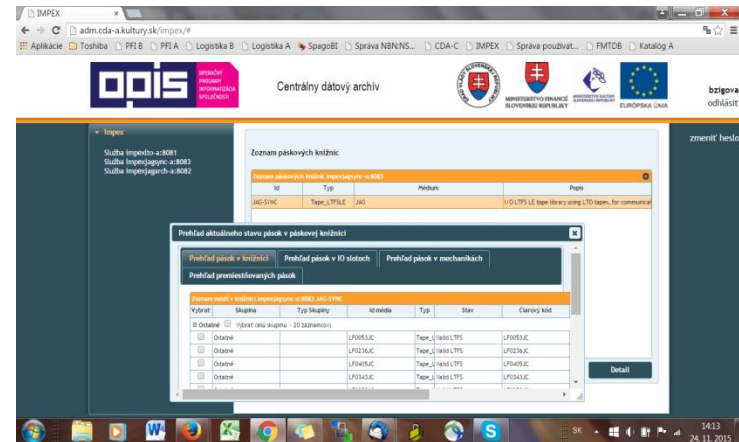 IMPEX
adm.cda-a.kultury.sk/impex/#
Aplikácie Toshiba PFI B PFI A Logistika B Logistika A SpagoBI Správa NBN:NS... CDA-C IMPEX Správa používat... FMTDB Katalóg A
opis
OPERAČNÝ
PROGRAM
INFORMATIZÁCIA
SPOLOČNOSTI
Centrálny dátový archív
MINISTERSTVO FINANCIÍ
SLOVENSKEJ REPUBLIKY
EURÓPSKA ÚNIA
bzigova
odhlásiť
zmeniť heslo
Impex
Služba impexlto-a:8081
Služba impexjagsync-a:8083
Služba impexjagarch-a:8082
Zoznam páskových knižníc
Zoznam páskových knižníc impexjagsync-a:8083
Id Typ Médium Popis
JAG-SYNC Tape_LTFSLE JAG I/O LTFS LE tape library using LTO tapes, for communicat
Prehľad aktuálneho stavu pások v páskovej knižnici
Prehľad pások v knižnici Prehľad pások v IO slotoch Prehľad pások v mechanikách
Prehľad premiestňovaných pások
Zoznam médií v knižnici impexjagsync-a:8083 JAG-SYNC
Vybrať Skupina Typ Skupiny Id média Typ Stav Čiarový kód
Ostatné Vybrať celú skupinu - 20 záznam(ov)
Ostatné LF0053JC Tape_L Valid LTFS LF0053JC
Ostatné LF0236JC Tape_L Valid LTFS LF0236JC
Ostatné LF0405JC Tape_L Valid LTFS LF0405JC
Ostatné LF0343JC Tape_L Valid LTFS LF0343JC
Detail
SK
14:13
24. 11. 2015